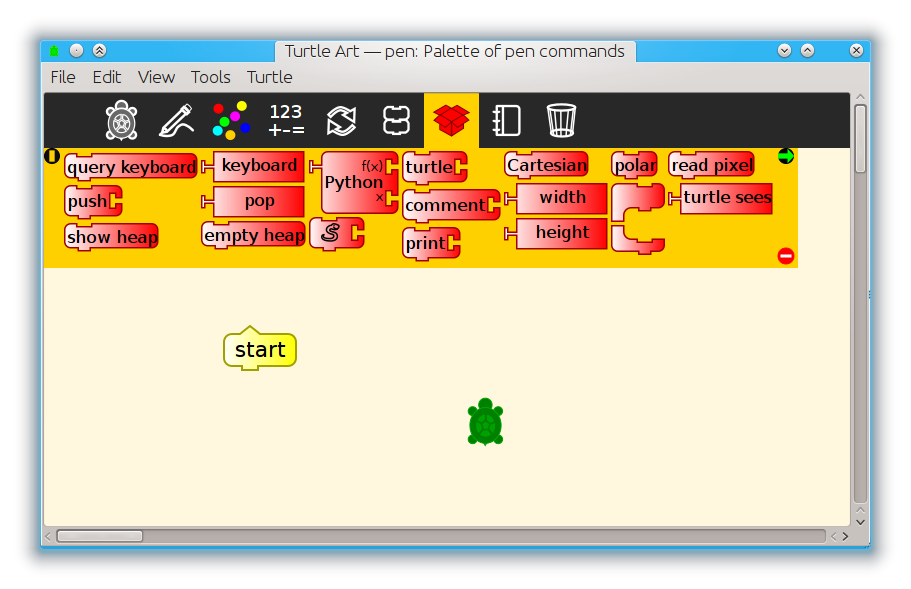 Turtle Art — pen: Palette of pen commands
File Edit View Tools Turtle
123
+-=
query keyboard
keyboard
f(x)
Python
x
turtle
Cartesian
polar
read pixel
push
pop
comment
width
turtle sees
show heap
empty heap
S
print
height
start